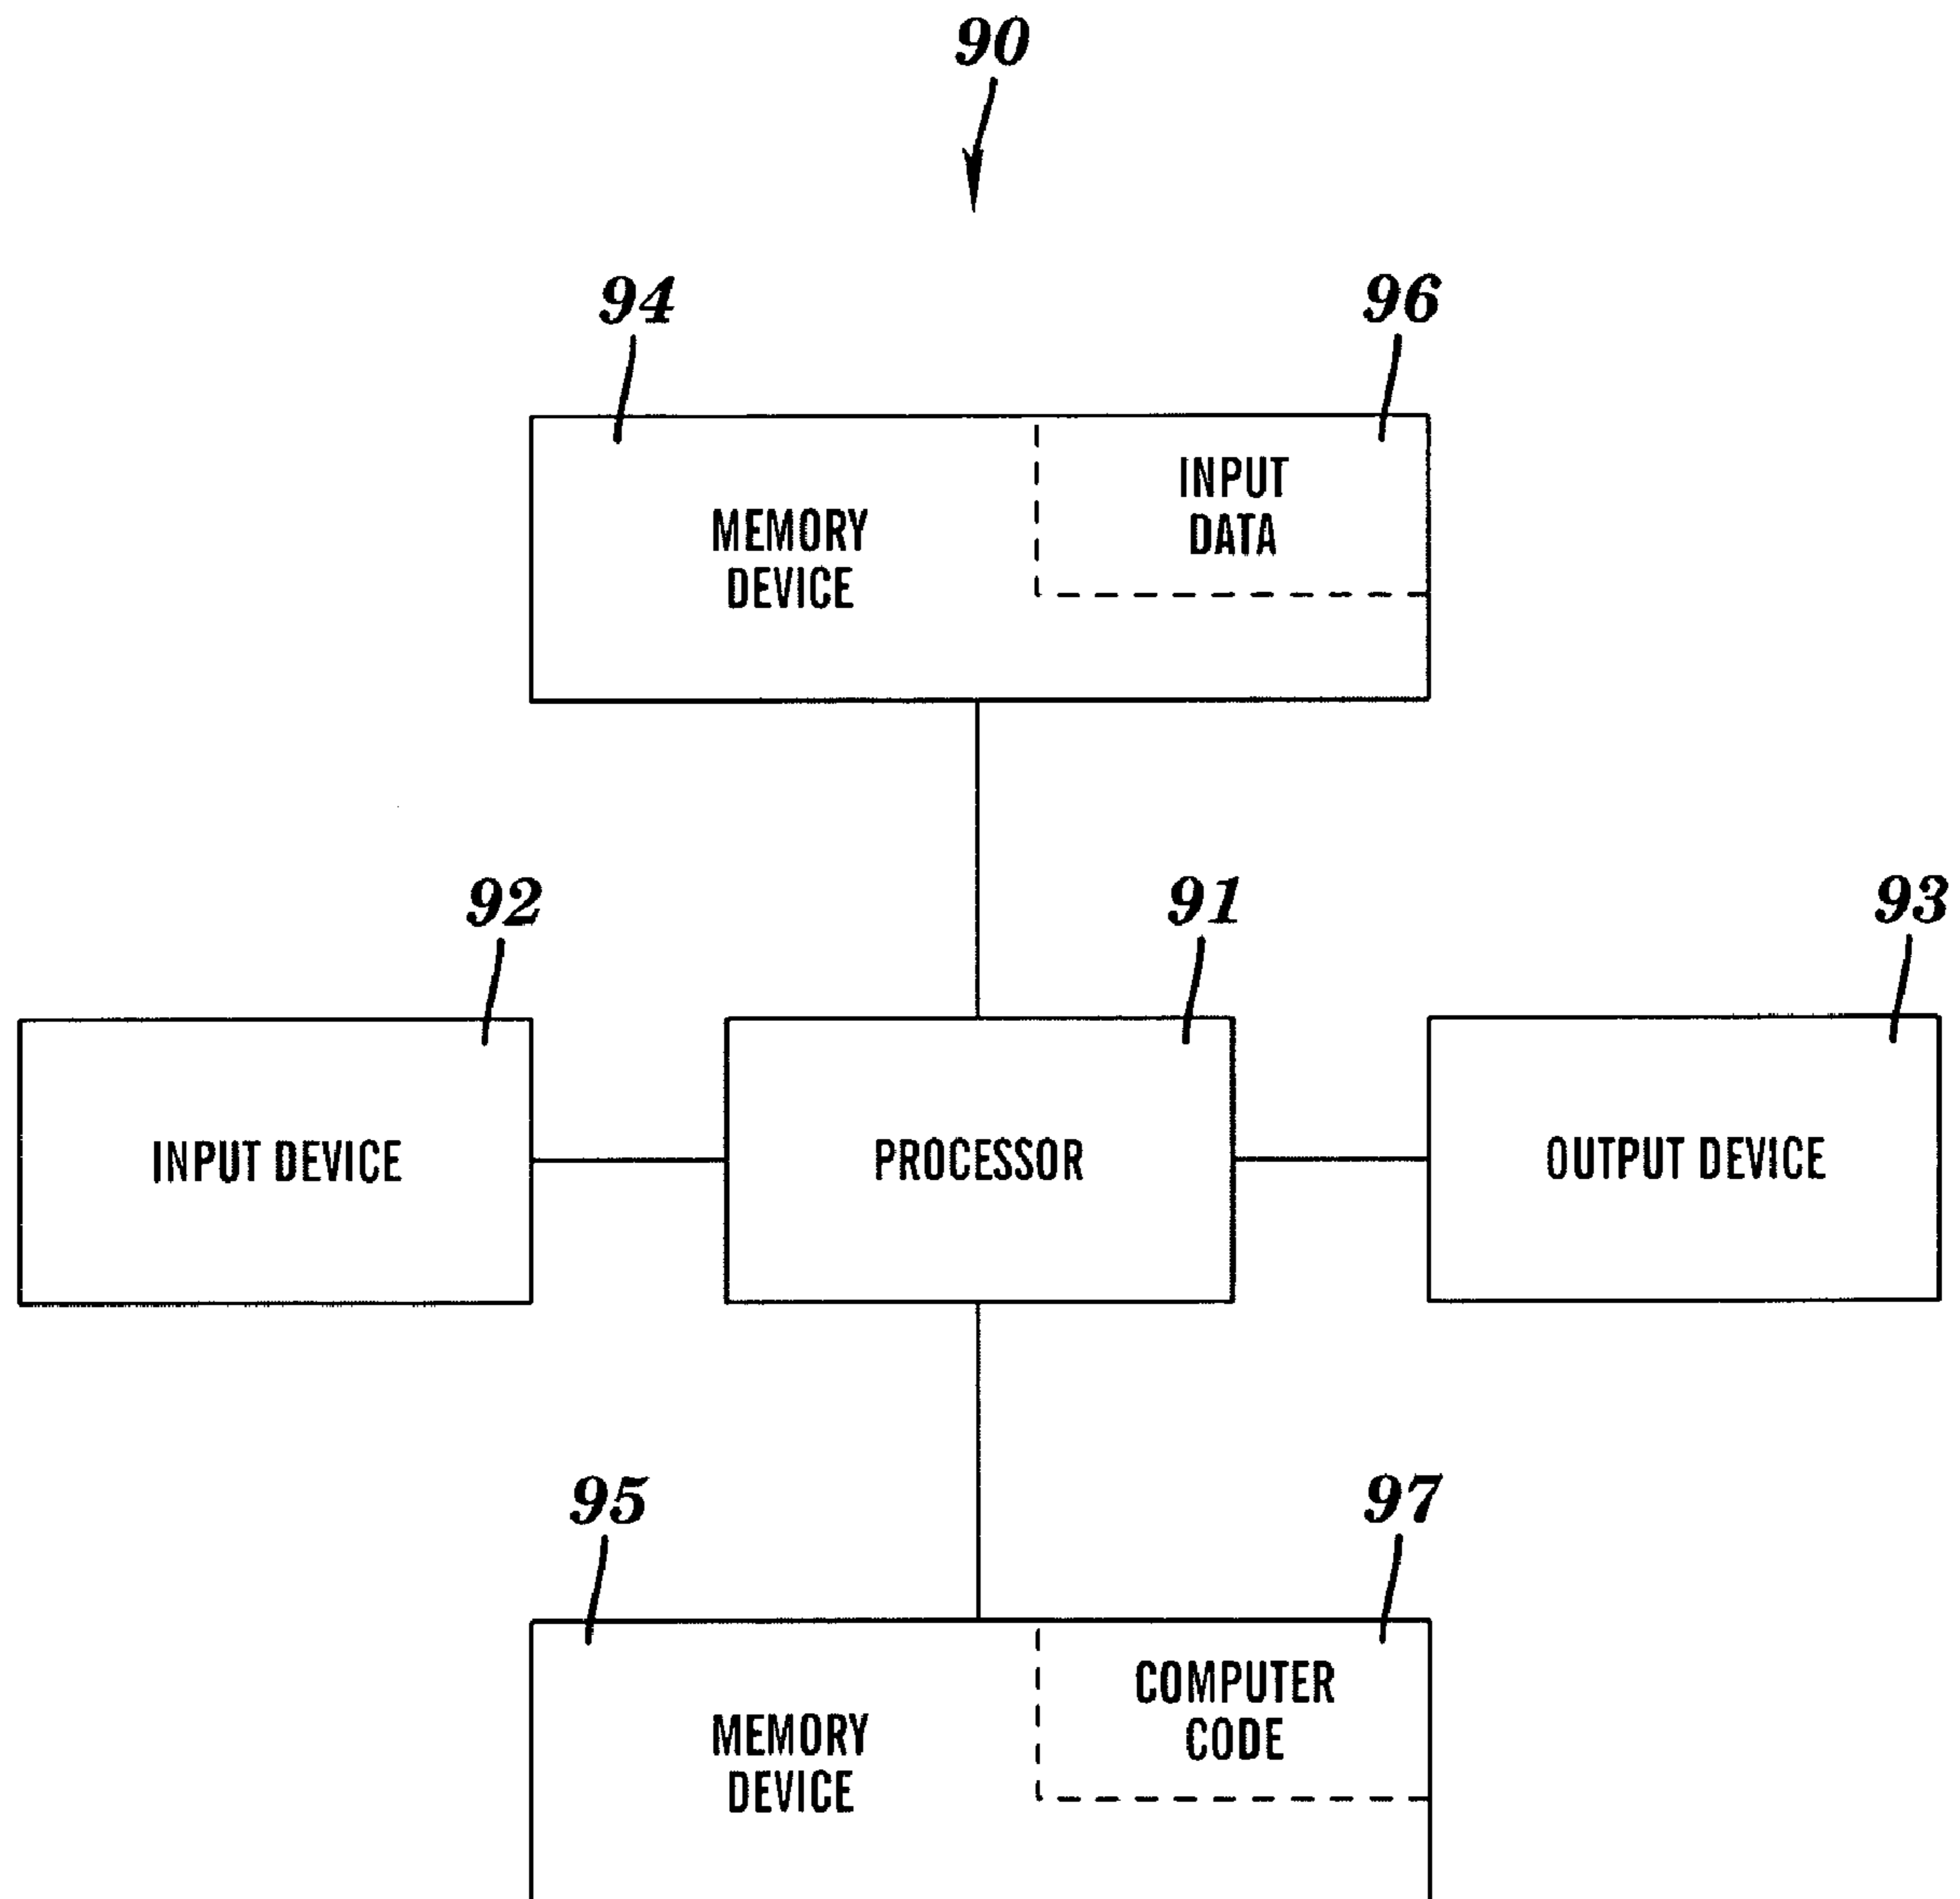 90
94
96
MEMORY
DEVICE
INPUT
DATA
92
91
93
INPUT DEVICE
PROCESSOR
OUTPUT DEVICE
95
97
MEMORY
DEVICE
COMPUTER
CODE